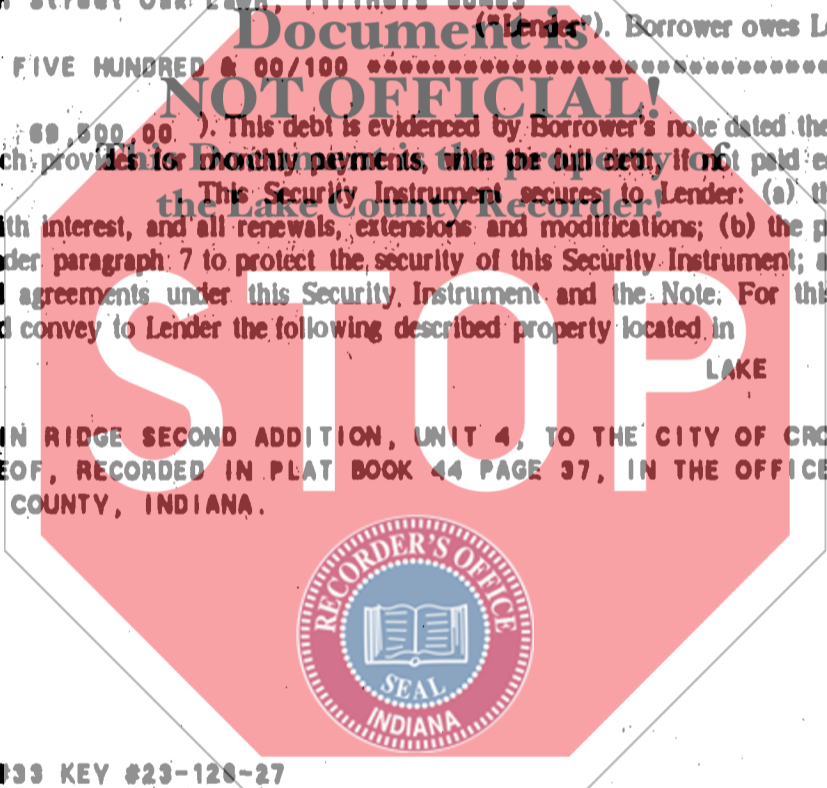 Street Oak Lawn, Illinois
Document is
("Lender"). Borrower owes L
FIVE HUNDRED & 00/100 ********************************
NOT OFFICIAL!
). This debt is evidenced by Borrower's note dated the
ch provides for monthly payments, with the full debt, if not paid e
This Document is the property of
This Security Instrument secures to Lender: (a) th
the Lake County Recorder!
ith interest, and all renewals, extensions and modifications; (b) the p
der paragraph 7 to protect the security of this Security Instrument; a
agreements under this Security Instrument and the Note. For thi
d convey to Lender the following described property located in
STOP
LAKE
IN RIDGE SECOND ADDITION, UNIT 4, TO THE CITY OF CRO
EOF, RECORDED IN PLAT BOOK 44 PAGE 37, IN THE OFFICE
COUNTY, INDIANA.
RECORDER'S OFFICE
SEAL
INDIANA
#33 KEY #23-128-27